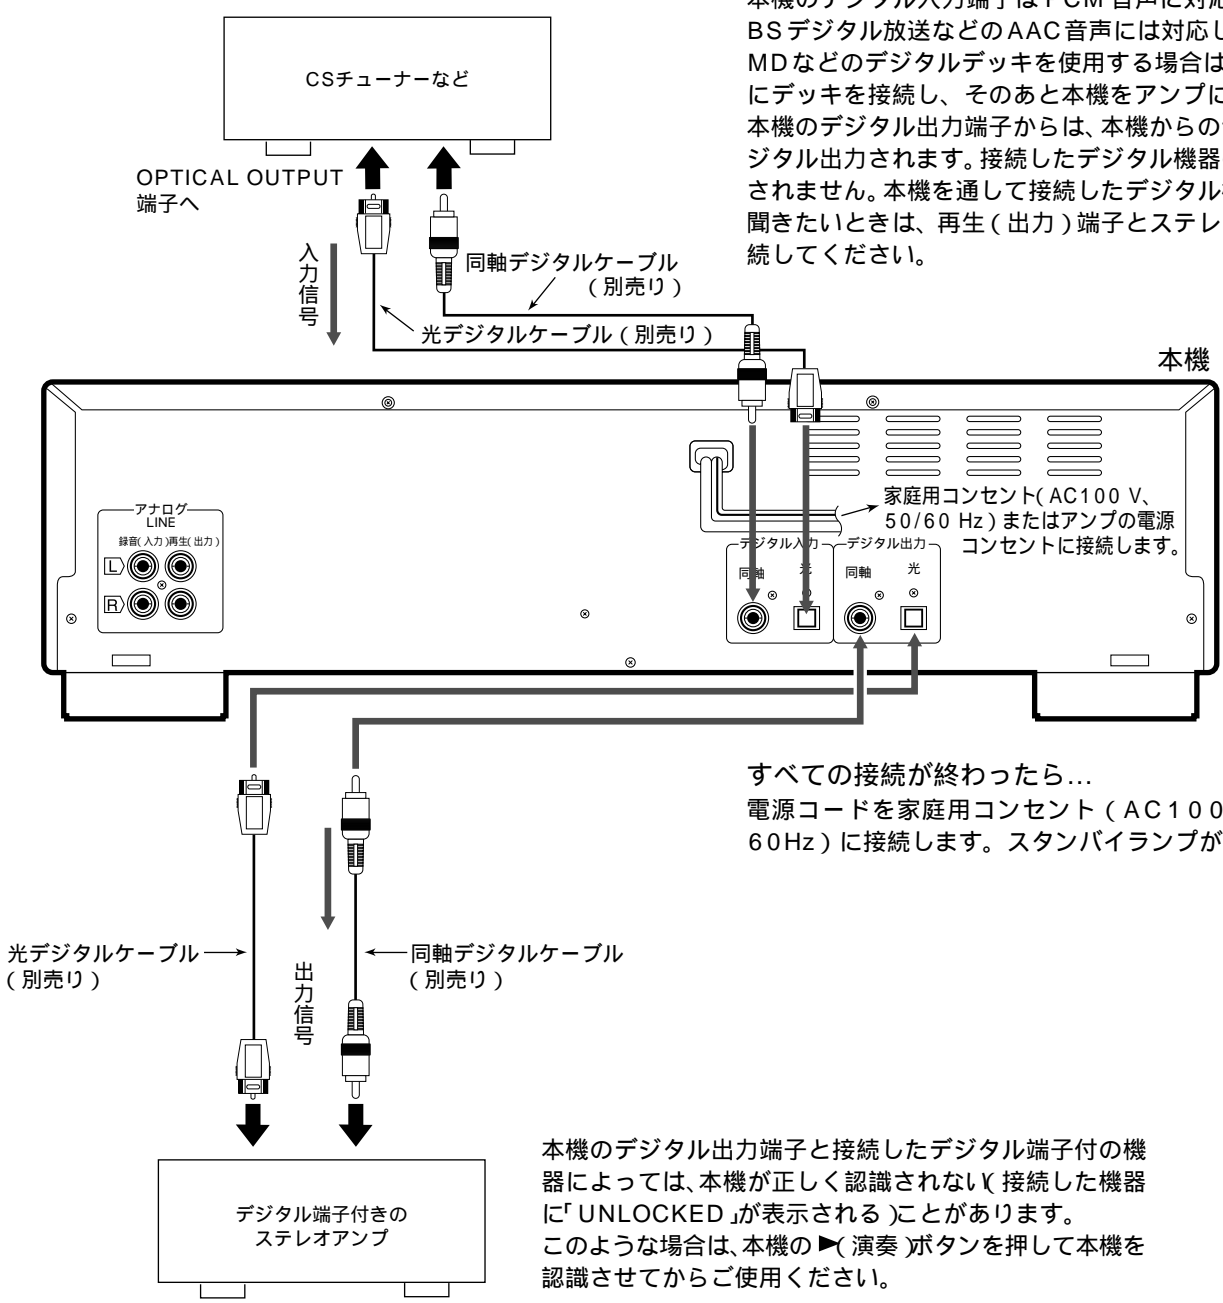 本機のデジタル入力端子はPCM音声に対応
BSデジタル放送などのAAC音声には対応し
MDなどのデジタルデッキを使用する場合は
にデッキを接続し、そのあと本機をアンプに
本機のデジタル出力端子からは、本機からの
ジタル出力されます。接続したデジタル機器
されません。本機を通して接続したデジタル
聞きたいときは、再生(出力)端子とステレ
続してください。
CSチューナーなど
OPTICAL OUTPUT
端子へ
入力信号
同軸デジタルケーブル
(別売り)
光デジタルケーブル(別売り)
本機
家庭用コンセント(AC100 V、
50/60 Hz)またはアンプの電源
コンセントに接続します。
アナログ
LINE
録音(入力)再生(出力)
L
R
デジタル入力
デジタル出力
同軸
光
同軸
光
すべての接続が終わったら...
電源コードを家庭用コンセント(AC100
60Hz)に接続します。スタンバイランプが
光デジタルケーブル
(別売り)
出力信号
同軸デジタルケーブル
(別売り)
デジタル端子付きの
ステレオアンプ
本機のデジタル出力端子と接続したデジタル端子付の機
器によっては、本機が正しく認識されない(接続した機器
に「UNLOCKED」が表示される)ことがあります。
このような場合は、本機の►(演奏)ボタンを押して本機を
認識させてからご使用ください。